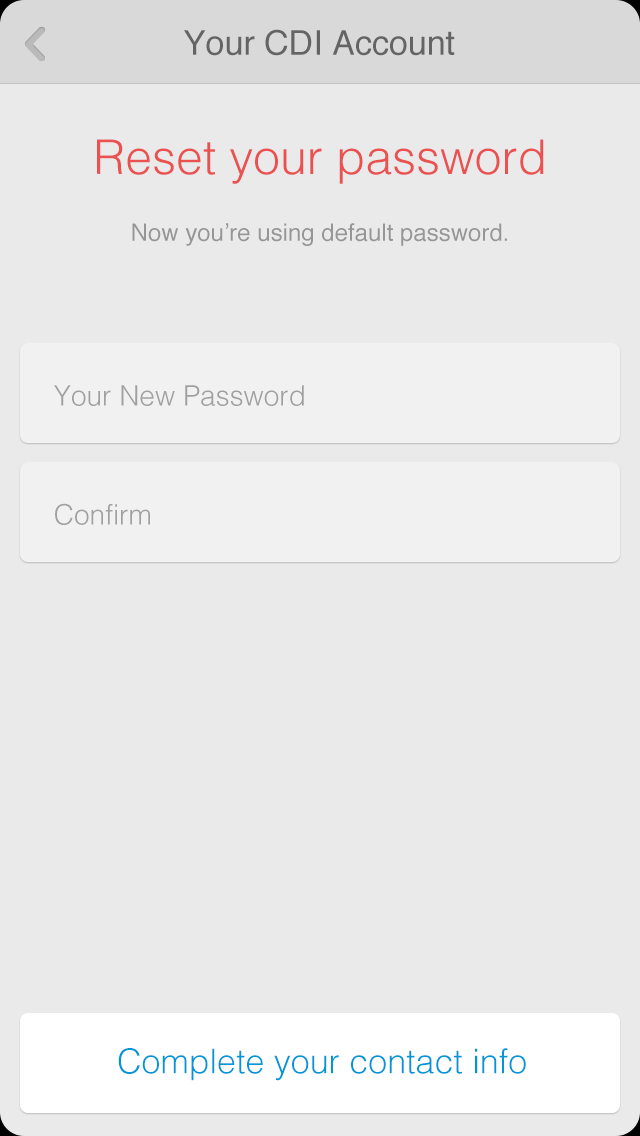 Your CDI Account
Reset your password
Now you’re using default password.
Your New Password
Confirm
Complete your contact info